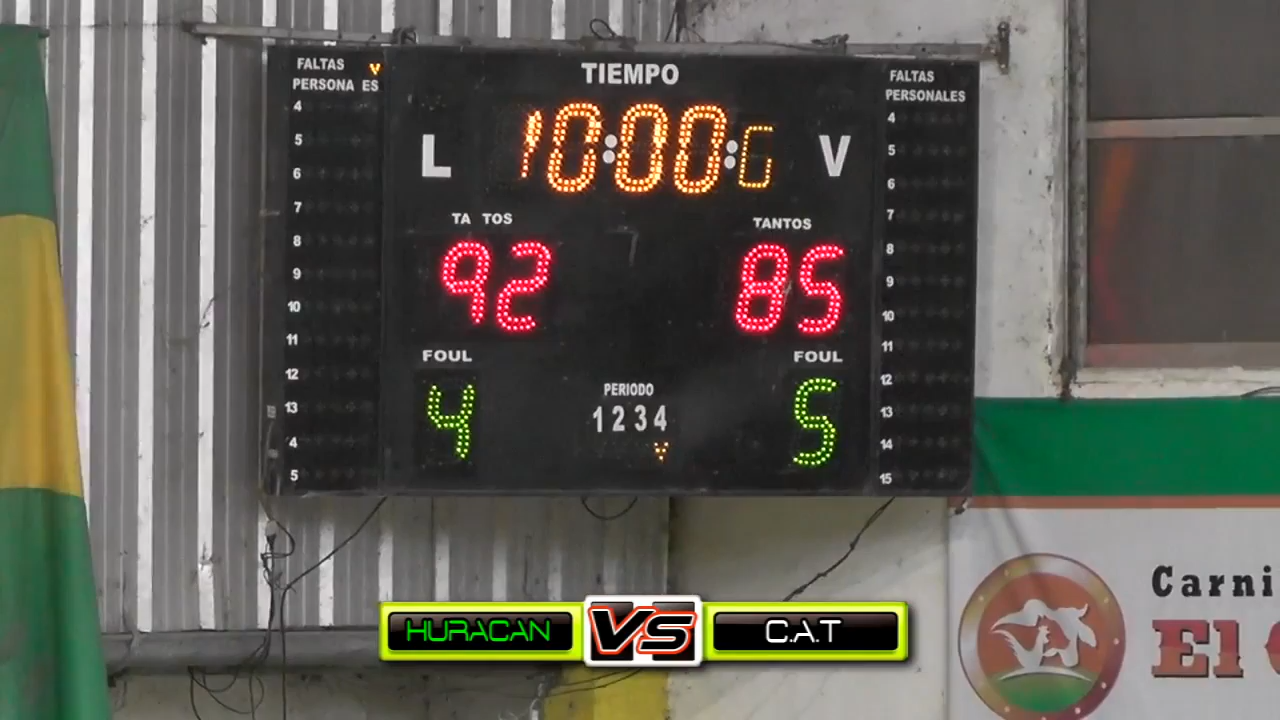 FALTAS
PERSONA ES
4
5
6
7
8
9
10
11
12
13
4
5
TIEMPO
L
10:00:G
V
TA TOS
92
TANTOS
85
FOUL
4
PERIODO
1 2 3 4
FOUL
5
FALTAS
PERSONALES
4
5
6
7
8
9
10
11
12
13
14
15
HURACAN VS C.A.T
Carni
El